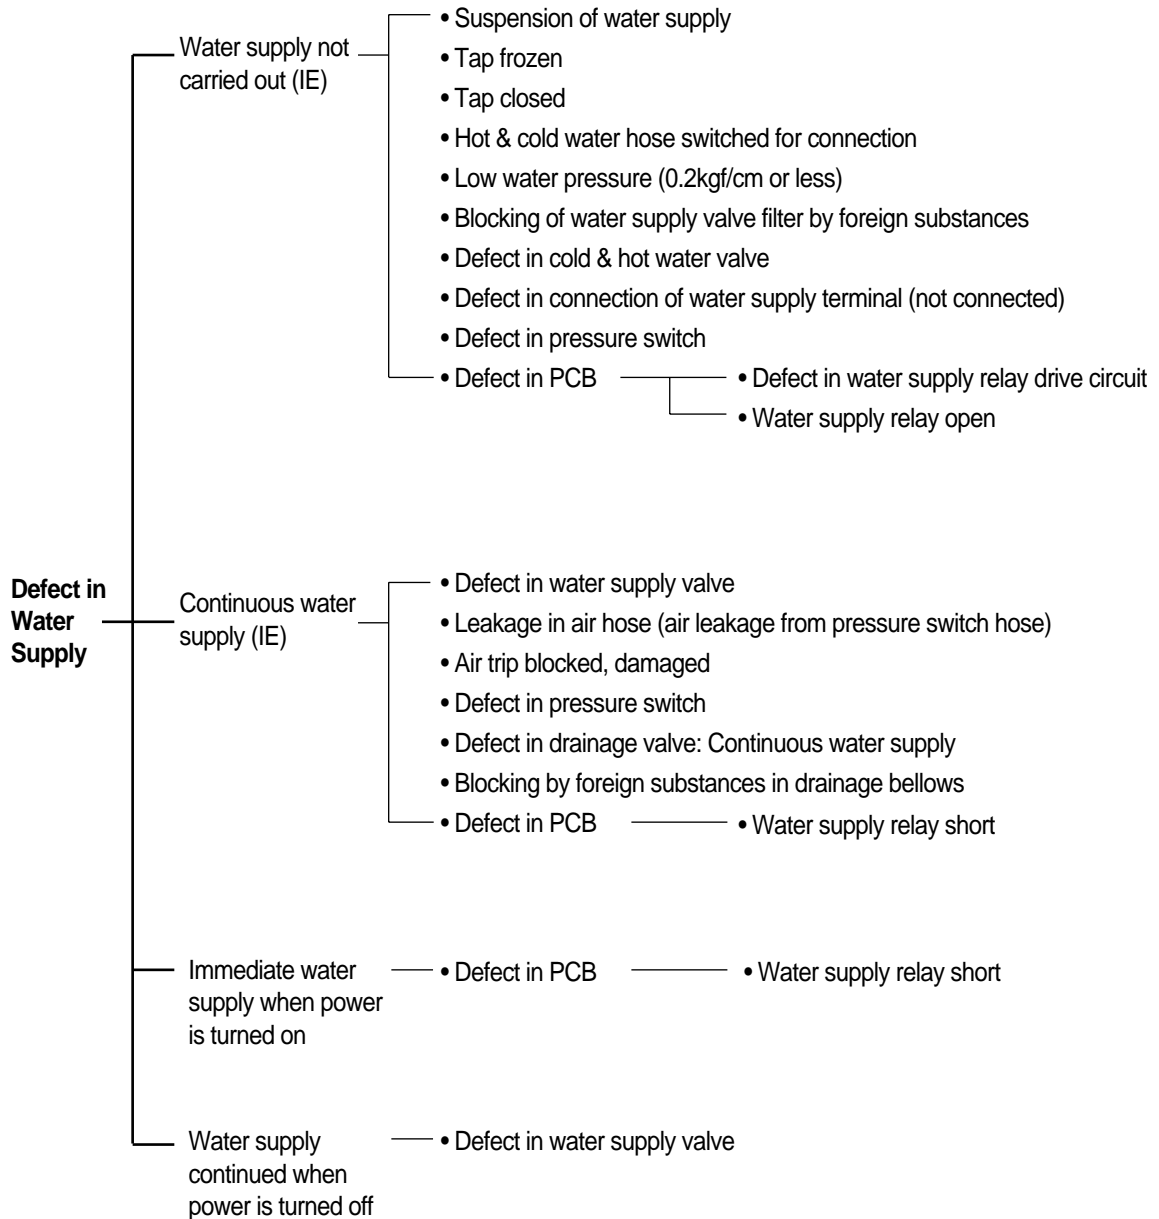 Defect in
Water
Supply
Water supply not
carried out (IE)
• Suspension of water supply
• Tap frozen
• Tap closed
• Hot & cold water hose switched for connection
• Low water pressure (0.2kgf/cm or less)
• Blocking of water supply valve filter by foreign substances
• Defect in cold & hot water valve
• Defect in connection of water supply terminal (not connected)
• Defect in pressure switch
• Defect in PCB
• Defect in water supply relay drive circuit
• Water supply relay open
Continuous water
supply (IE)
• Defect in water supply valve
• Leakage in air hose (air leakage from pressure switch hose)
• Air trip blocked, damaged
• Defect in pressure switch
• Defect in drainage valve: Continuous water supply
• Blocking by foreign substances in drainage bellows
• Defect in PCB
• Water supply relay short
Immediate water
supply when power
is turned on
• Defect in PCB
• Water supply relay short
Water supply
continued when
power is turned off
• Defect in water supply valve